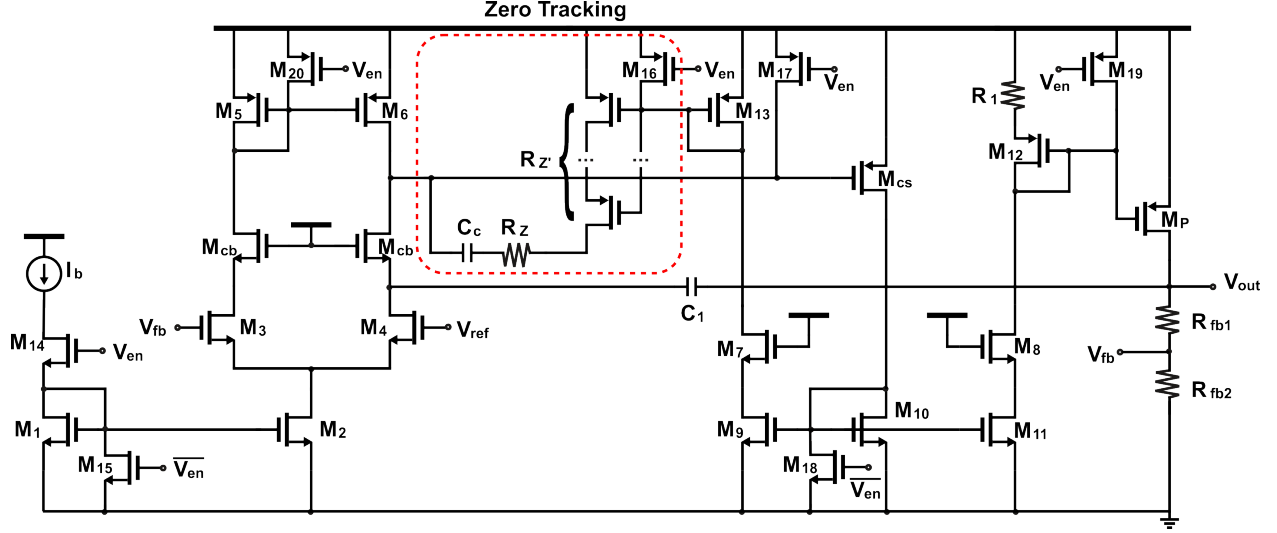 Zero Tracking
M20
Ven
M16
Ven
M17
Ven
Ven
M19
M5
M6
M13
R1
RZ'
...
...
M12
Mcs
MP
Cc
RZ
Mcb
Mcb
Ib
Vout
C1
Rfb1
Vfb
M3
M4
Vref
M14
Ven
M7
M8
Vfb
Rfb2
M1
M2
M9
M10
M11
M15
Ven
M18
Ven